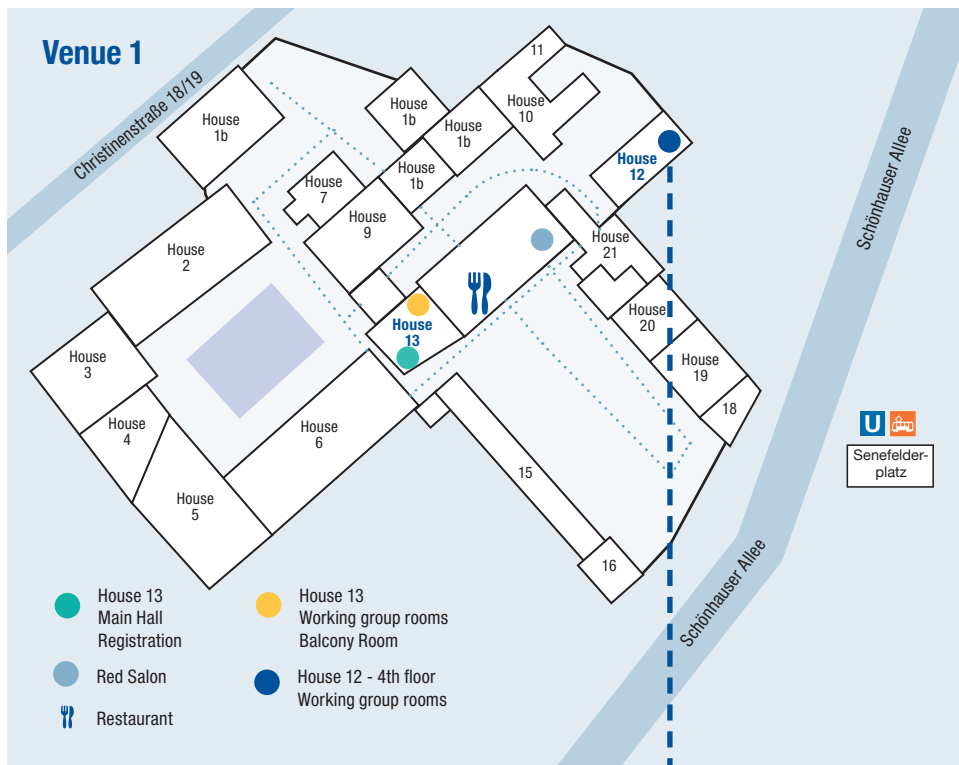 Venue 1
Christinenstraße 18/19
House
1b
House
1b
House
1b
House
1b
11
House
10
House
12
House
7
House
9
House
2
House
21
House
20
House
19
18
House
13
House
3
House
4
House
5
House
6
15
16
Schönhauser Allee
Schönhauser Allee
U
Senefelder-
platz
House 13
Main Hall
Registration
Red Salon
Restaurant
House 13
Working group rooms
Balcony Room
House 12 - 4th floor
Working group rooms